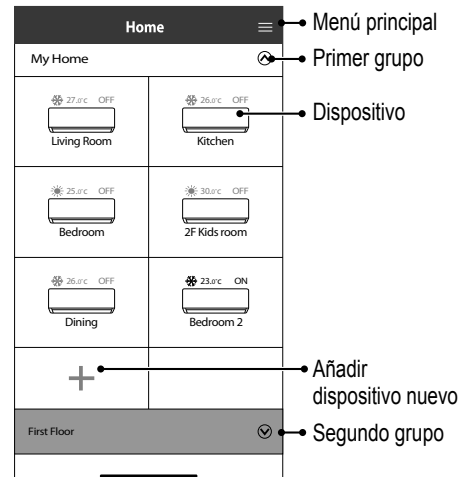 Home
Menú principal
My Home
Primer grupo
27.0°C OFF
26.0°C OFF
Dispositivo
Living Room
Kitchen
25.0°C OFF
30.0°C OFF
Bedroom
2F Kids room
26.0°C OFF
23.0°C ON
Dining
Bedroom 2
Añadir
dispositivo nuevo
First Floor
Segundo grupo